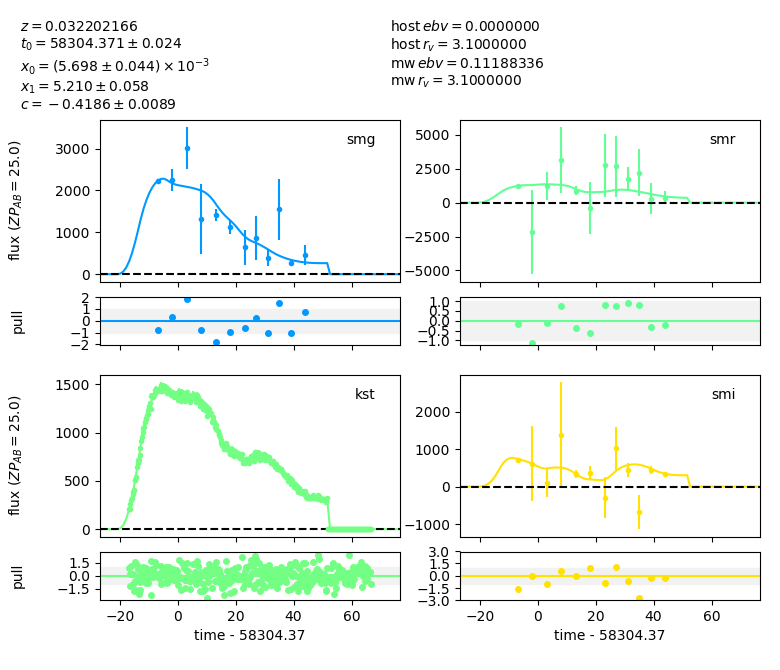 z = 0.032202166
t₀ = 58304.371 ± 0.024
x₀ = (5.698 ± 0.044) × 10⁻³
x₁ = 5.210 ± 0.058
c = −0.4186 ± 0.0089
host ebv = 0.0000000
host r_v = 3.1000000
mw ebv = 0.11188336
mw r_v = 3.1000000
flux (ZP_AB = 25.0)
smg
3000
2000
1000
0
smr
5000
2500
0
−2500
−5000
pull
2
1
0
−1
−2
1.0
0.5
0.0
−0.5
−1.0
flux (ZP_AB = 25.0)
kst
1500
1000
500
0
smi
2000
1000
0
−1000
pull
1.5
0.0
−1.5
3.0
1.5
0.0
−1.5
−3.0
−20 0 20 40 60
−20 0 20 40 60
time - 58304.37
time - 58304.37